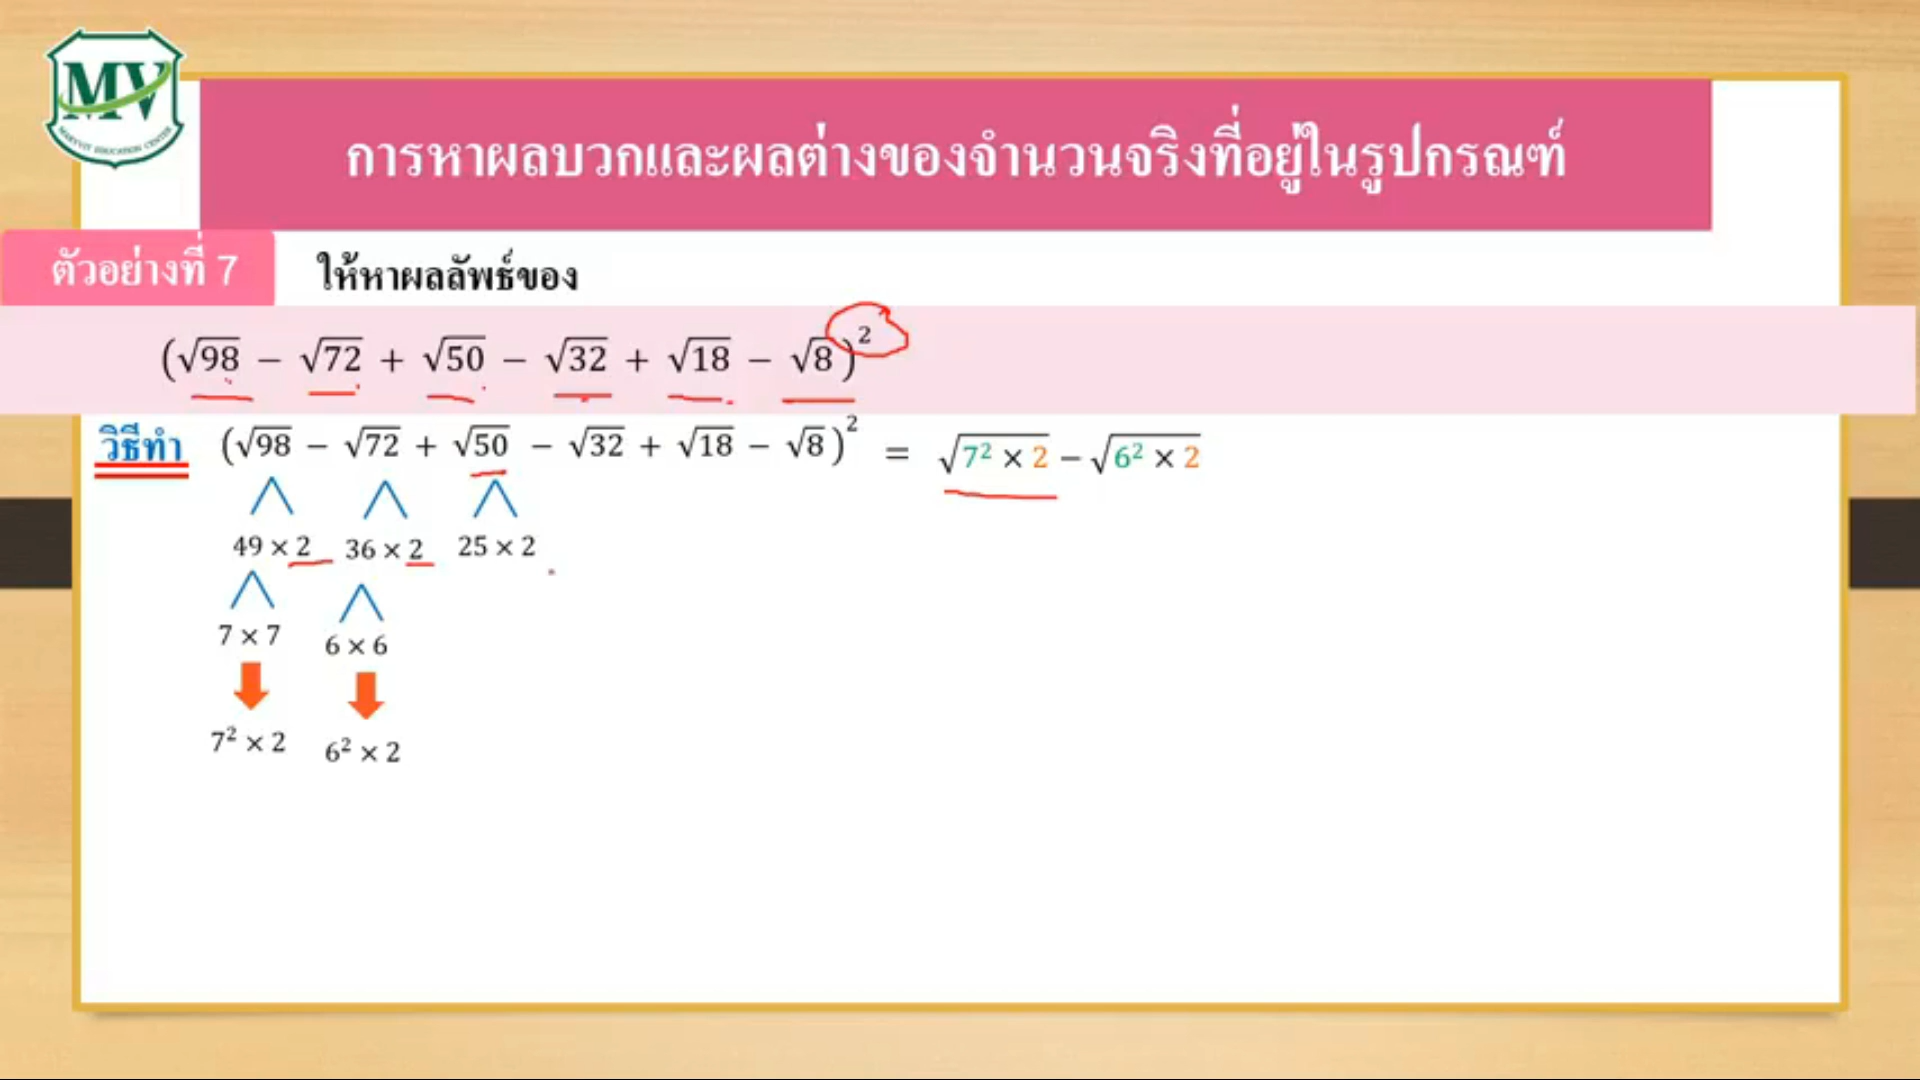 MV
MARYVIT EDUCATION CENTER
การหาผลบวกและผลต่างของจำนวนจริงที่อยู่ในรูปกรณฑ์
ตัวอย่างที่ 7 ให้หาผลลัพธ์ของ
(√98 − √72 + √50 − √32 + √18 − √8)²
วิธีทำ (√98 − √72 + √50 − √32 + √18 − √8)² = √7² × 2 − √6² × 2
49 × 2 36 × 2 25 × 2
7 × 7 6 × 6
7² × 2 6² × 2